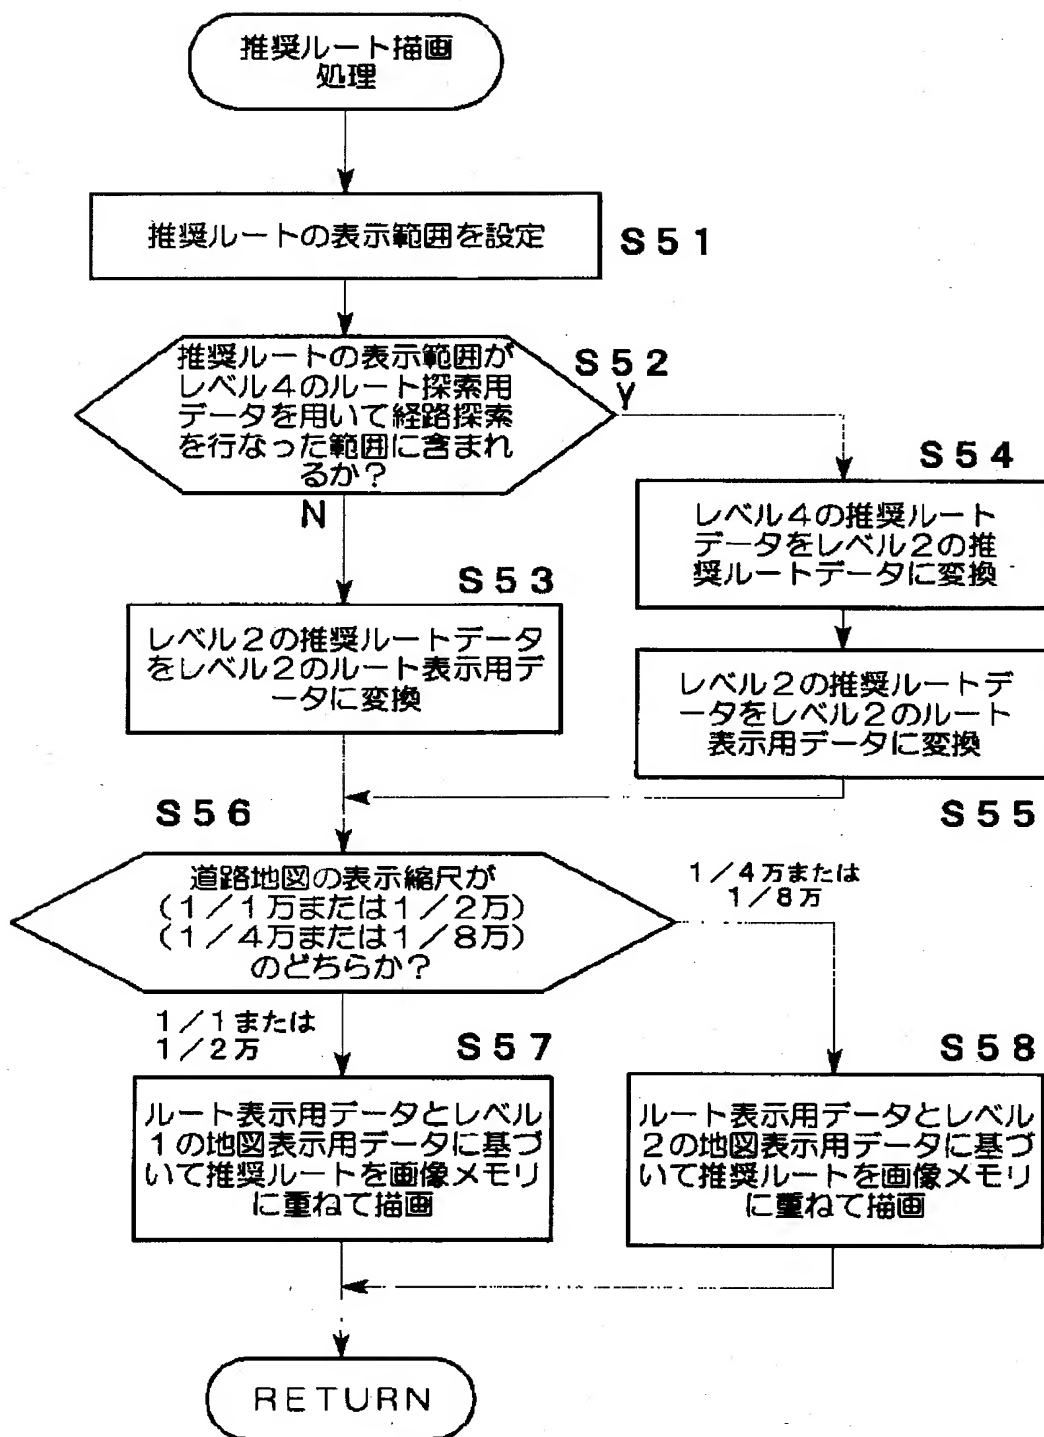 推奨ルート描画
処理
推奨ルートの表示範囲を設定
S51
推奨ルートの表示範囲が
レベル4のルート探索用
データを用いて経路探索
を行なった範囲に含まれ
るか?
S52
Y
N
S54
レベル4の推奨ルート
データをレベル2の推
奨ルートデータに変換
S53
レベル2の推奨ルートデータ
をレベル2のルート表示用デ
ータに変換
レベル2の推奨ルートデ
ータをレベル2のルート
表示用データに変換
S55
S56
道路地図の表示縮尺が
(1/1万または1/2万)
(1/4万または1/8万)
のどちらか?
1/4万または
1/8万
1/1または
1/2万
S57
ルート表示用データとレベル
1の地図表示用データに基づ
いて推奨ルートを画像メモリ
に重ねて描画
S58
ルート表示用データとレベル
2の地図表示用データに基づ
いて推奨ルートを画像メモリ
に重ねて描画
RETURN